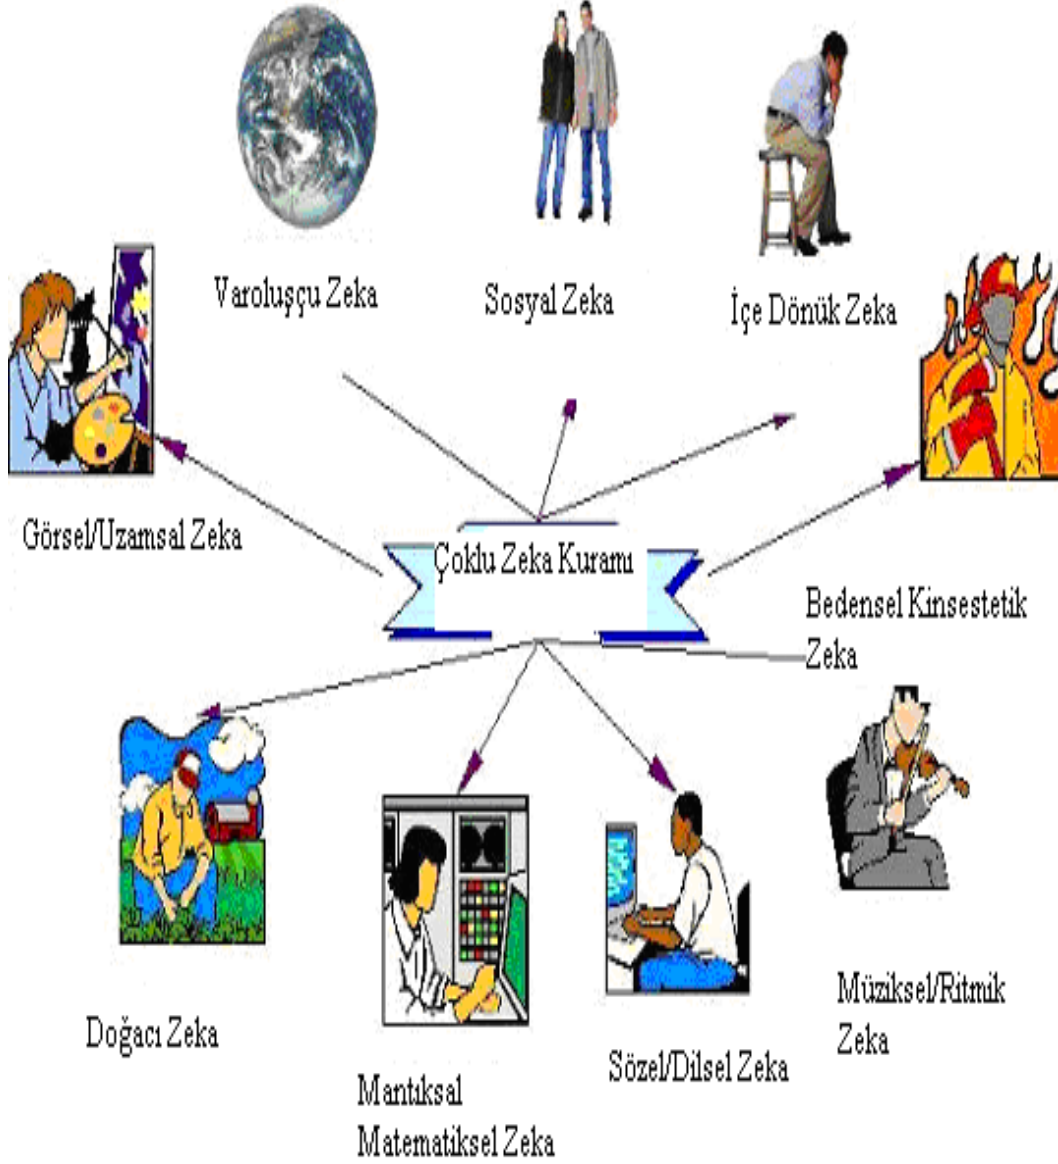 Varoluşçu Zeka
Sosyal Zeka
İçe Dönük Zeka
Görsel/Uzamsal Zeka
Çoklu Zeka Kuramı
Bedensel Kinsestetik
Zeka
Doğacı Zeka
Mantıksal
Matematiksel Zeka
Sözel/Dilsel Zeka
Müziksel/Ritmik
Zeka